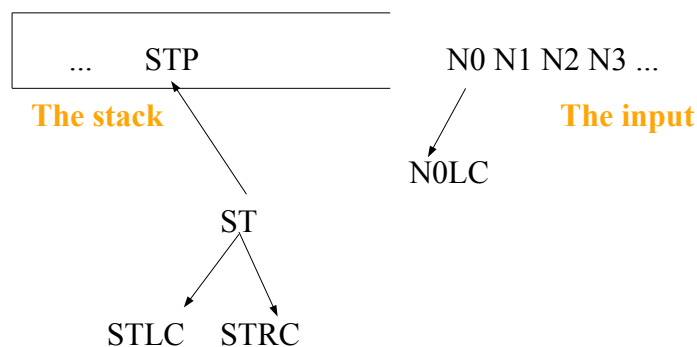 ... STP N0 N1 N2 N3 ...
The stack The input
N0LC
ST
STLC STRC